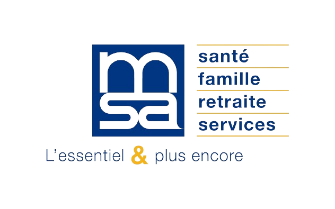 msa
santé
famille
retraite
services
L'essentiel & plus encore